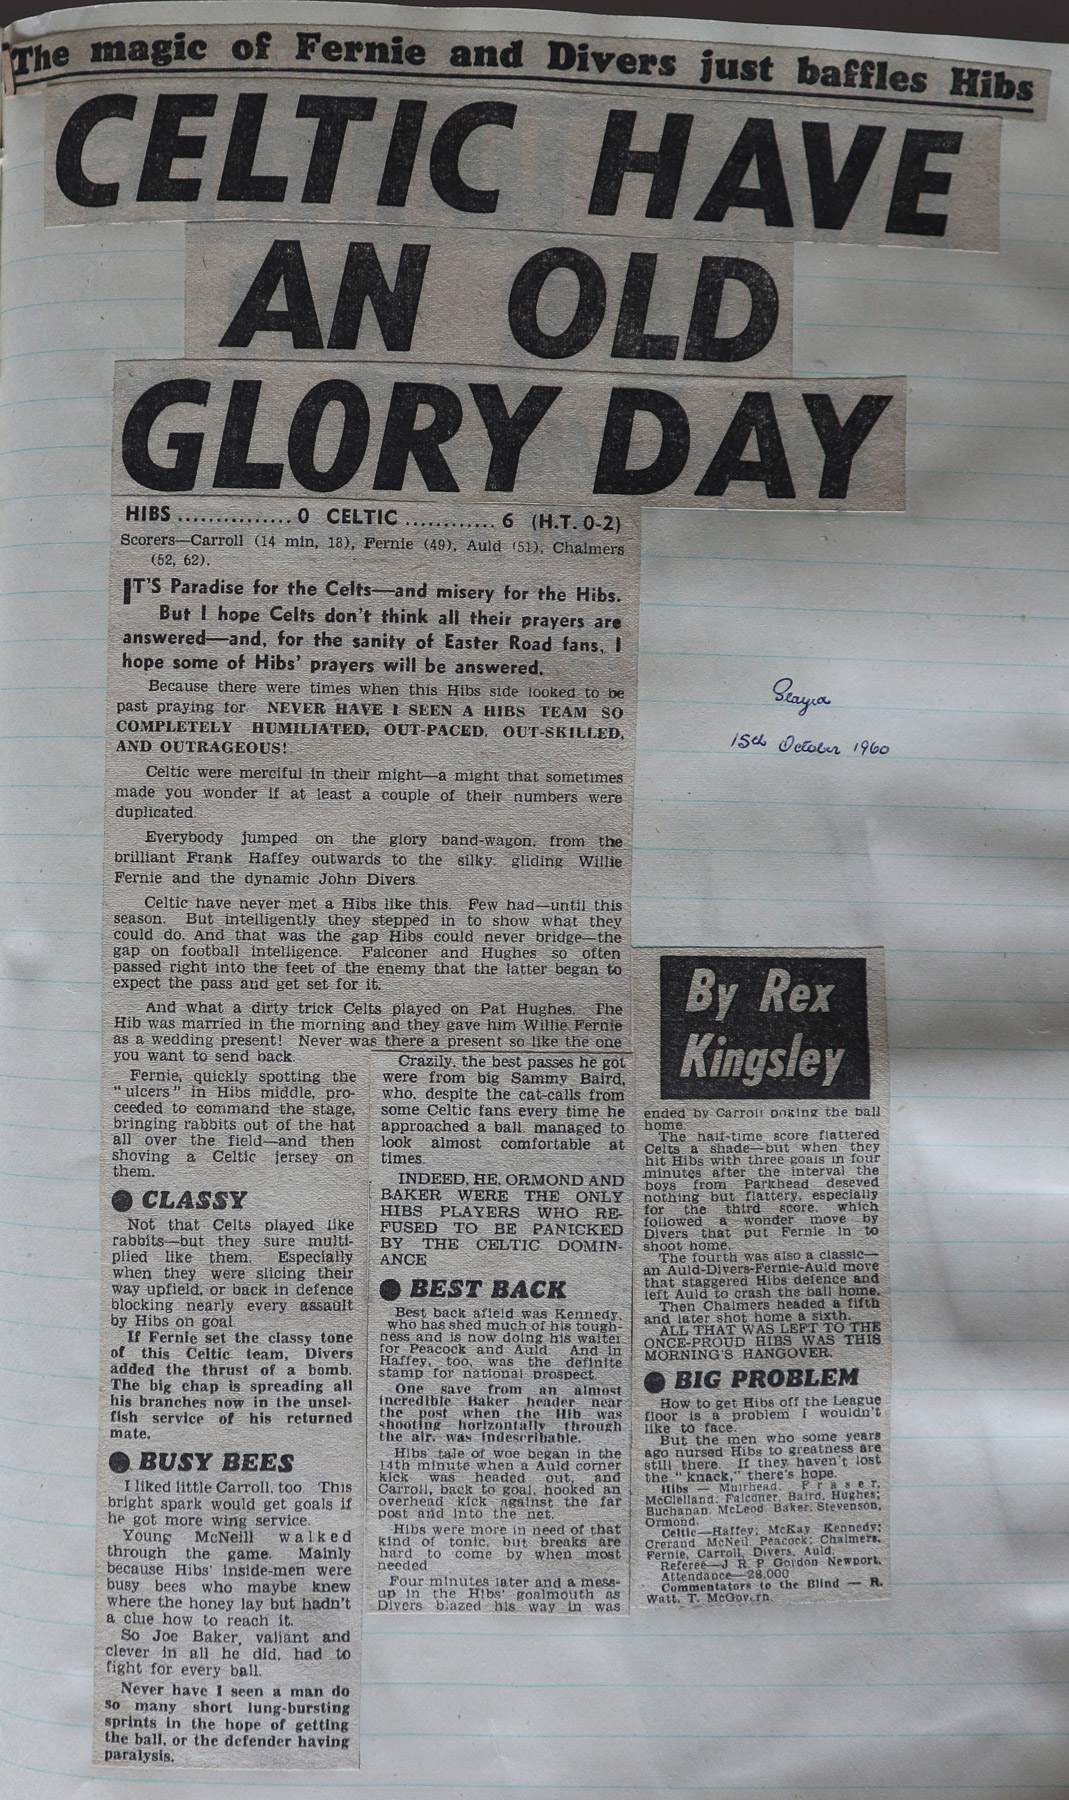 The magic of Fernie and Divers just baffles Hibs
CELTIC HAVE
AN OLD
GLORY DAY
HIBS ............... 0 CELTIC ............ 6 (H.T. 0-2)
Scorers—Carroll (14 min, 18), Fernie (49), Auld (51), Chalmers
(52, 62).
IT'S Paradise for the Celts—and misery for the Hibs.
But I hope Celts don't think all their prayers are
answered—and, for the sanity of Easter Road fans, I
hope some of Hibs' prayers will be answered.
Because there were times when this Hibs side looked to be
past praying for. NEVER HAVE I SEEN A HIBS TEAM SO
COMPLETELY HUMILIATED, OUT-PACED, OUT-SKILLED,
AND OUTRAGEOUS!
Celtic were merciful in their might—a might that sometimes
made you wonder if at least a couple of their numbers were
duplicated.
Everybody jumped on the glory band-wagon, from the
brilliant Frank Haffey outwards to the silky, gliding Willie
Fernie and the dynamic John Divers.
Celtic have never met a Hibs like this. Few had—until this
season. But intelligently they stepped in to show what they
could do. And that was the gap Hibs could never bridge—the
gap on football intelligence. Falconer and Hughes so often
passed right into the feet of the enemy that the latter began to
expect the pass and get set for it.
And what a dirty trick Celts played on Pat Hughes. The
Hib was married in the morning and they gave him Willie Fernie
as a wedding present! Never was there a present so like the one
you want to send back.
Fernie, quickly spotting the
"ulcers" in Hibs middle, pro-
ceeded to command the stage,
bringing rabbits out of the hat
all over the field—and then
shoving a Celtic jersey on
them.
● CLASSY
Not that Celts played like
rabbits—but they sure multi-
plied like them. Especially
when they were slicing their
way upfield, or back in defence
blocking nearly every assault
by Hibs on goal.
If Fernie set the classy tone
of this Celtic team, Divers
added the thrust of a bomb.
The big chap is spreading all
his branches now in the unsel-
fish service of his returned
mate.
● BUSY BEES
I liked little Carroll, too. This
bright spark would get goals if
he got more wing service.
Young McNeill walked
through the game. Mainly
because Hibs' inside-men were
busy bees who maybe knew
where the honey lay but hadn't
a clue how to reach it.
So Joe Baker, valiant and
clever in all he did, had to
fight for every ball.
Never have I seen a man do
so many short lung-bursting
sprints in the hope of getting
the ball, or the defender having
paralysis.
Crazily, the best passes he got
were from big Sammy Baird,
who, despite the cat-calls from
some Celtic fans every time he
approached a ball, managed to
look almost comfortable at
times.
INDEED, HE, ORMOND AND
BAKER WERE THE ONLY
HIBS PLAYERS WHO RE-
FUSED TO BE PANICKED
BY THE CELTIC DOMIN-
ANCE
● BEST BACK
Best back afield was Kennedy,
who has shed much of his tough-
ness and is now doing his waiter
for Peacock and Auld. And in
Haffey, too, was the definite
stamp for national prospect.
One save from an almost
incredible Baker header near
the post when the Hib was
shooting horizontally through
the air, was indescribable.
Hibs' tale of woe began in the
14th minute when a Auld corner
kick was headed out, and
Carroll, back to goal, hooked an
overhead kick against the far
post and into the net.
Hibs were more in need of that
kind of tonic, but breaks are
hard to come by when most
needed
Four minutes later and a mess-
up in the Hibs' goalmouth as
Divers blazed his way in was
By Rex
Kingsley
ended by Carroll poking the ball
home.
The half-time score flattered
Celts a shade—but when they
hit Hibs with three goals in four
minutes after the interval the
boys from Parkhead deseved
nothing but flattery, especially
for the third score, which
followed a wonder move by
Divers that put Fernie in to
shoot home.
The fourth was also a classic—
an Auld-Divers-Fernie-Auld move
that staggered Hibs defence and
left Auld to crash the ball home.
Then Chalmers headed a fifth
and later shot home a sixth.
ALL THAT WAS LEFT TO THE
ONCE-PROUD HIBS WAS THIS
MORNING'S HANGOVER.
● BIG PROBLEM
How to get Hibs off the League
floor is a problem I wouldn't
like to face.
But the men who some years
ago nursed Hibs to greatness are
still there. If they haven't lost
the "knack," there's hope.
Hibs — Muirhead; Fraser,
McClelland; Falconer, Baird, Hughes;
Buchanan, McLeod, Baker, Stevenson,
Ormond.
Celtic—Haffey; McKay, Kennedy;
Crerand McNeil Peacock; Chalmers,
Fernie, Carroll, Divers, Auld.
Referee—J. R. P Gordon Newport.
Attendance—28,000
Commentators to the Blind — R.
Watt, T. McGovern.
15th October 1960